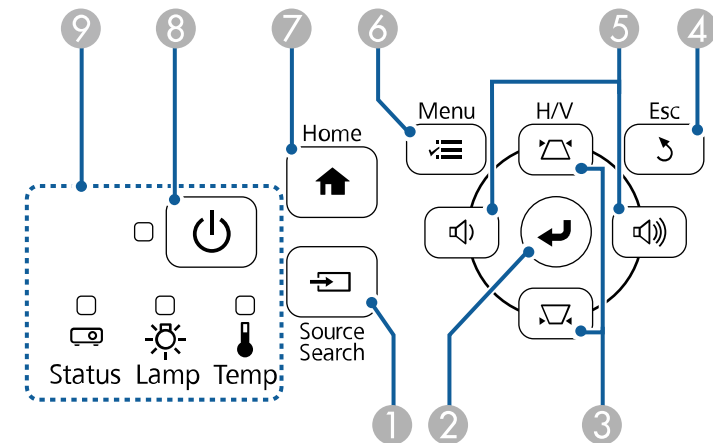 9
8
7
6
5
4
Menu
H/V
Esc
Home
Source
Search
Status
Lamp
Temp
1
2
3